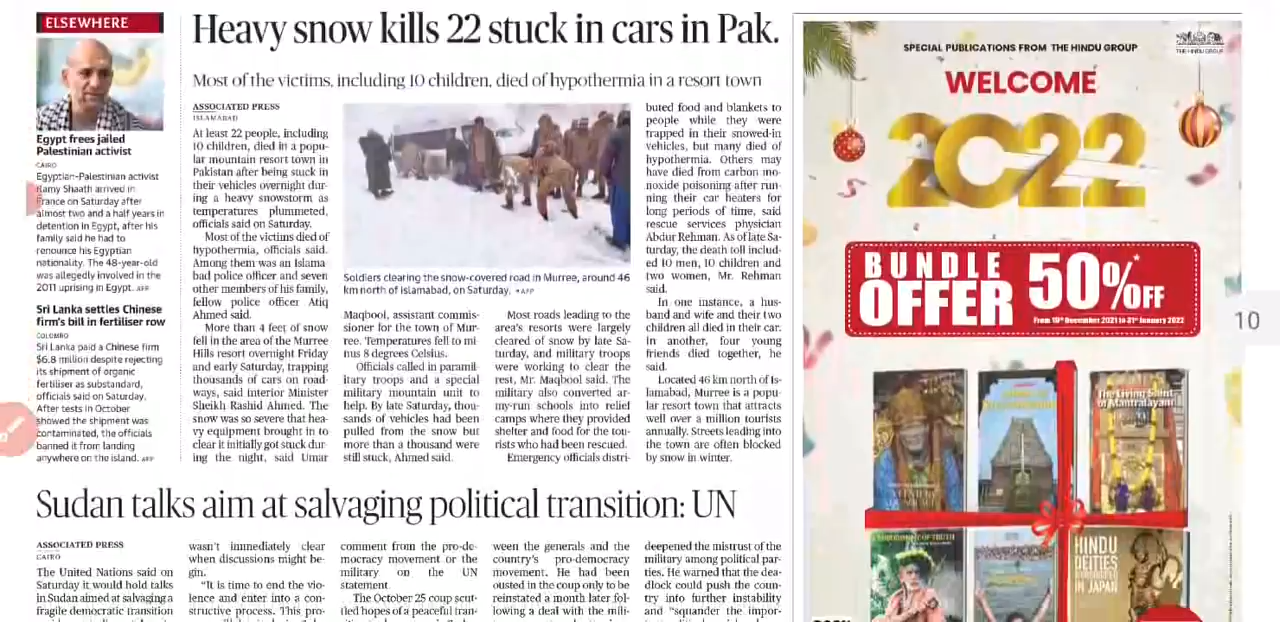 ELSEWHERE
Egypt frees jailed
Palestinian activist
CAIRO
Egyptian-Palestinian activist
Ramy Shaath arrived in
France on Saturday after
almost two and a half years in
detention in Egypt, after his
family said he had to
renounce his Egyptian
nationality. The 48-year-old
was allegedly involved in the
2011 uprising in Egypt. AFP
Sri Lanka settles Chinese
firm's bill in fertiliser row
COLOMBO
Sri Lanka paid a Chinese firm
$6.8 million despite rejecting
its shipment of organic
fertiliser as substandard,
officials said on Saturday.
After tests in October
showed the shipment was
contaminated, the officials
banned it from landing
anywhere on the island. AFP
Heavy snow kills 22 stuck in cars in Pak.
Most of the victims, including 10 children, died of hypothermia in a resort town
ASSOCIATED PRESS
ISLAMABAD
At least 22 people, including
10 children, died in a popu-
lar mountain resort town in
Pakistan after being stuck in
their vehicles overnight dur-
ing a heavy snowstorm as
temperatures plummeted,
officials said on Saturday.
Most of the victims died of
hypothermia, officials said.
Among them was an Islama-
bad police officer and seven
other members of his family,
fellow police officer Atiq
Ahmed said.
More than 4 feet of snow
fell in the area of the Murree
Hills resort overnight Friday
and early Saturday, trapping
thousands of cars on road-
ways, said interior Minister
Sheikh Rashid Ahmed. The
snow was so severe that hea-
vy equipment brought in to
clear it initially got stuck dur-
ing the night, said Umar
Soldiers clearing the snow-covered road in Murree, around 46
km north of Islamabad, on Saturday. AFP
Maqbool, assistant commis-
sioner for the town of Mur-
ree. Temperatures fell to mi-
nus 8 degrees Celsius.
Officials called in paramil-
itary troops and a special
military mountain unit to
help. By late Saturday, thou-
sands of vehicles had been
pulled from the snow but
more than a thousand were
still stuck, Ahmed said.
Most roads leading to the
area's resorts were largely
cleared of snow by late Sa-
turday, and military troops
were working to clear the
rest, Mr. Maqbool said. The
military also converted ar-
my-run schools into relief
camps where they provided
shelter and food for the tou-
rists who had been rescued.
Emergency officials distri-
buted food and blankets to
people while they were
trapped in their snowed-in
vehicles, but many died of
hypothermia. Others may
have died from carbon mo-
noxide poisoning after run-
ning their car heaters for
long periods of time, said
rescue services physician
Abdur Rehman. As of late Sa-
turday, the death toll includ-
ed 10 men, 10 children and
two women, Mr. Rehman
said.
In one instance, a hus-
band and wife and their two
children all died in their car.
in another, four young
friends died together, he
said.
Located 46 km north of Is-
lamabad, Murree is a popu-
lar resort town that attracts
well over a million tourists
annually. Streets leading into
the town are often blocked
by snow in winter.
Sudan talks aim at salvaging political transition: UN
ASSOCIATED PRESS
CAIRO
The United Nations said on
Saturday it would hold talks
in Sudan aimed at salvaging a
fragile democratic transition
wasn't immediately clear
when discussions might be-
gin.
"It is time to end the vio-
lence and enter into a con-
structive process. This pro-
comment from the pro-de-
mocracy movement or the
military on the UN
statement.
The October 25 coup scut-
tled hopes of a peaceful tran-
ween the generals and the
country's pro-democracy
movement. He had been
ousted in the coup only to be
reinstated a month later fol-
lowing a deal with the mili-
deepened the mistrust of the
military among political par-
ties. He warned that the dea-
dlock could push the coun-
try into further instability
and "squander the impor-
SPECIAL PUBLICATIONS FROM THE HINDU GROUP
THE HINDU GROUP
WELCOME
2022
BUNDLE
OFFER
50%*
OFF
From 19th December 2021 to 31st January 2022
The Living Saint
of Mantralayam
HINDU
DEITIES
WORSHIPPED
IN JAPAN
10